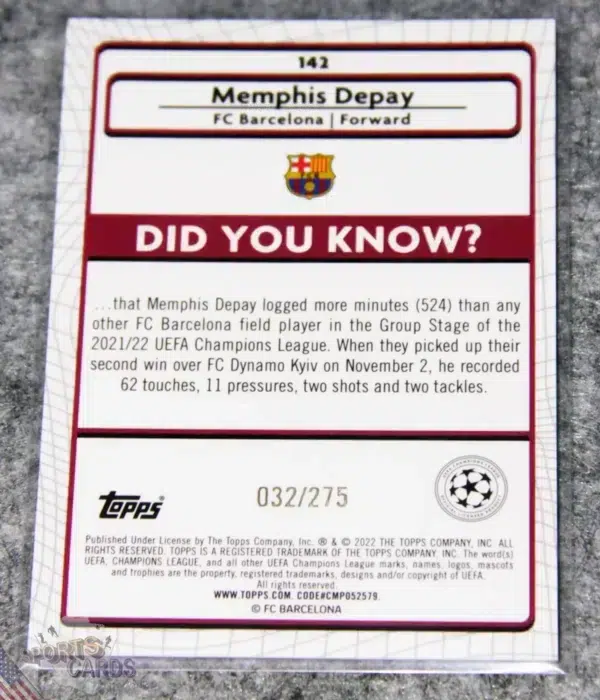 142
Memphis Depay
FC Barcelona | Forward
DID YOU KNOW?
...that Memphis Depay logged more minutes (524) than any
other FC Barcelona field player in the Group Stage of the
2021/22 UEFA Champions League. When they picked up their
second win over FC Dynamo Kyiv on November 2, he recorded
62 touches, 11 pressures, two shots and two tackles.
topps
032/275
Published Under License by The Topps Company, Inc. ® & © 2022 THE TOPPS COMPANY, INC. ALL
RIGHTS RESERVED. TOPPS IS A REGISTERED TRADEMARK OF THE TOPPS COMPANY, INC. The word(s)
UEFA, CHAMPIONS LEAGUE, and all other UEFA Champions League marks, names, logos, mascots
and trophies are the property, registered trademarks, designs and/or copyright of UEFA.
All rights reserved.
WWW.TOPPS.COM. CODE#CMP052579.
© FC BARCELONA
SPORTS
CARDS